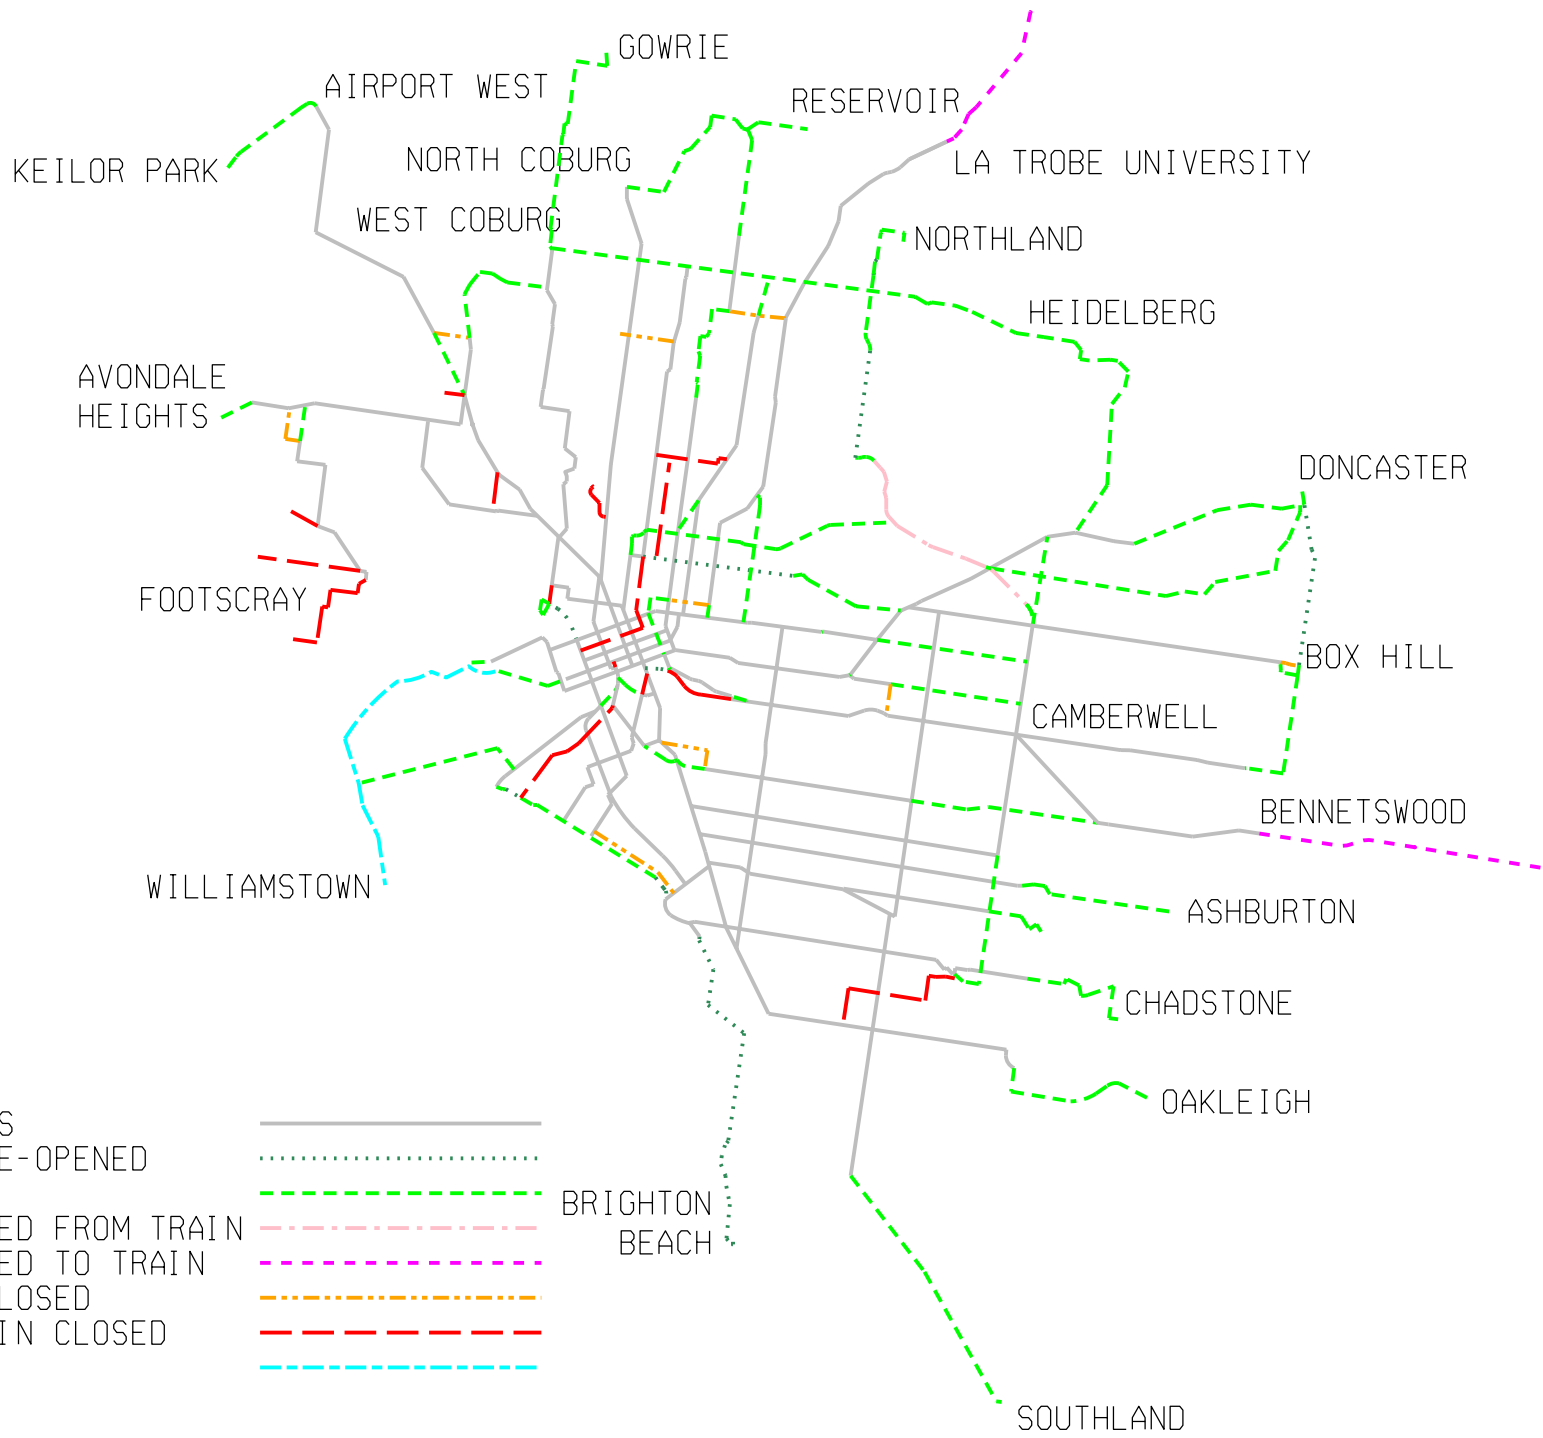 GOWRIE
AIRPORT WEST
RESERVOIR
NORTH COBURG
KEILOR PARK
LA TROBE UNIVERSITY
WEST COBURG
NORTHLAND
HEIDELBERG
AVONDALE
HEIGHTS
DONCASTER
FOOTSCRAY
BOX HILL
CAMBERWELL
BENNETSWOOD
WILLIAMSTOWN
ASHBURTON
CHADSTONE
OAKLEIGH
S
E-OPENED
BRIGHTON
BEACH
ED FROM TRAIN
ED TO TRAIN
LOSED
IN CLOSED
SOUTHLAND